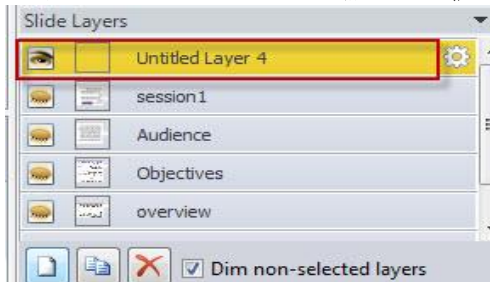 Slide Layers
Untitled Layer 4
session1
Audience
Objectives
overview
Dim non-selected layers